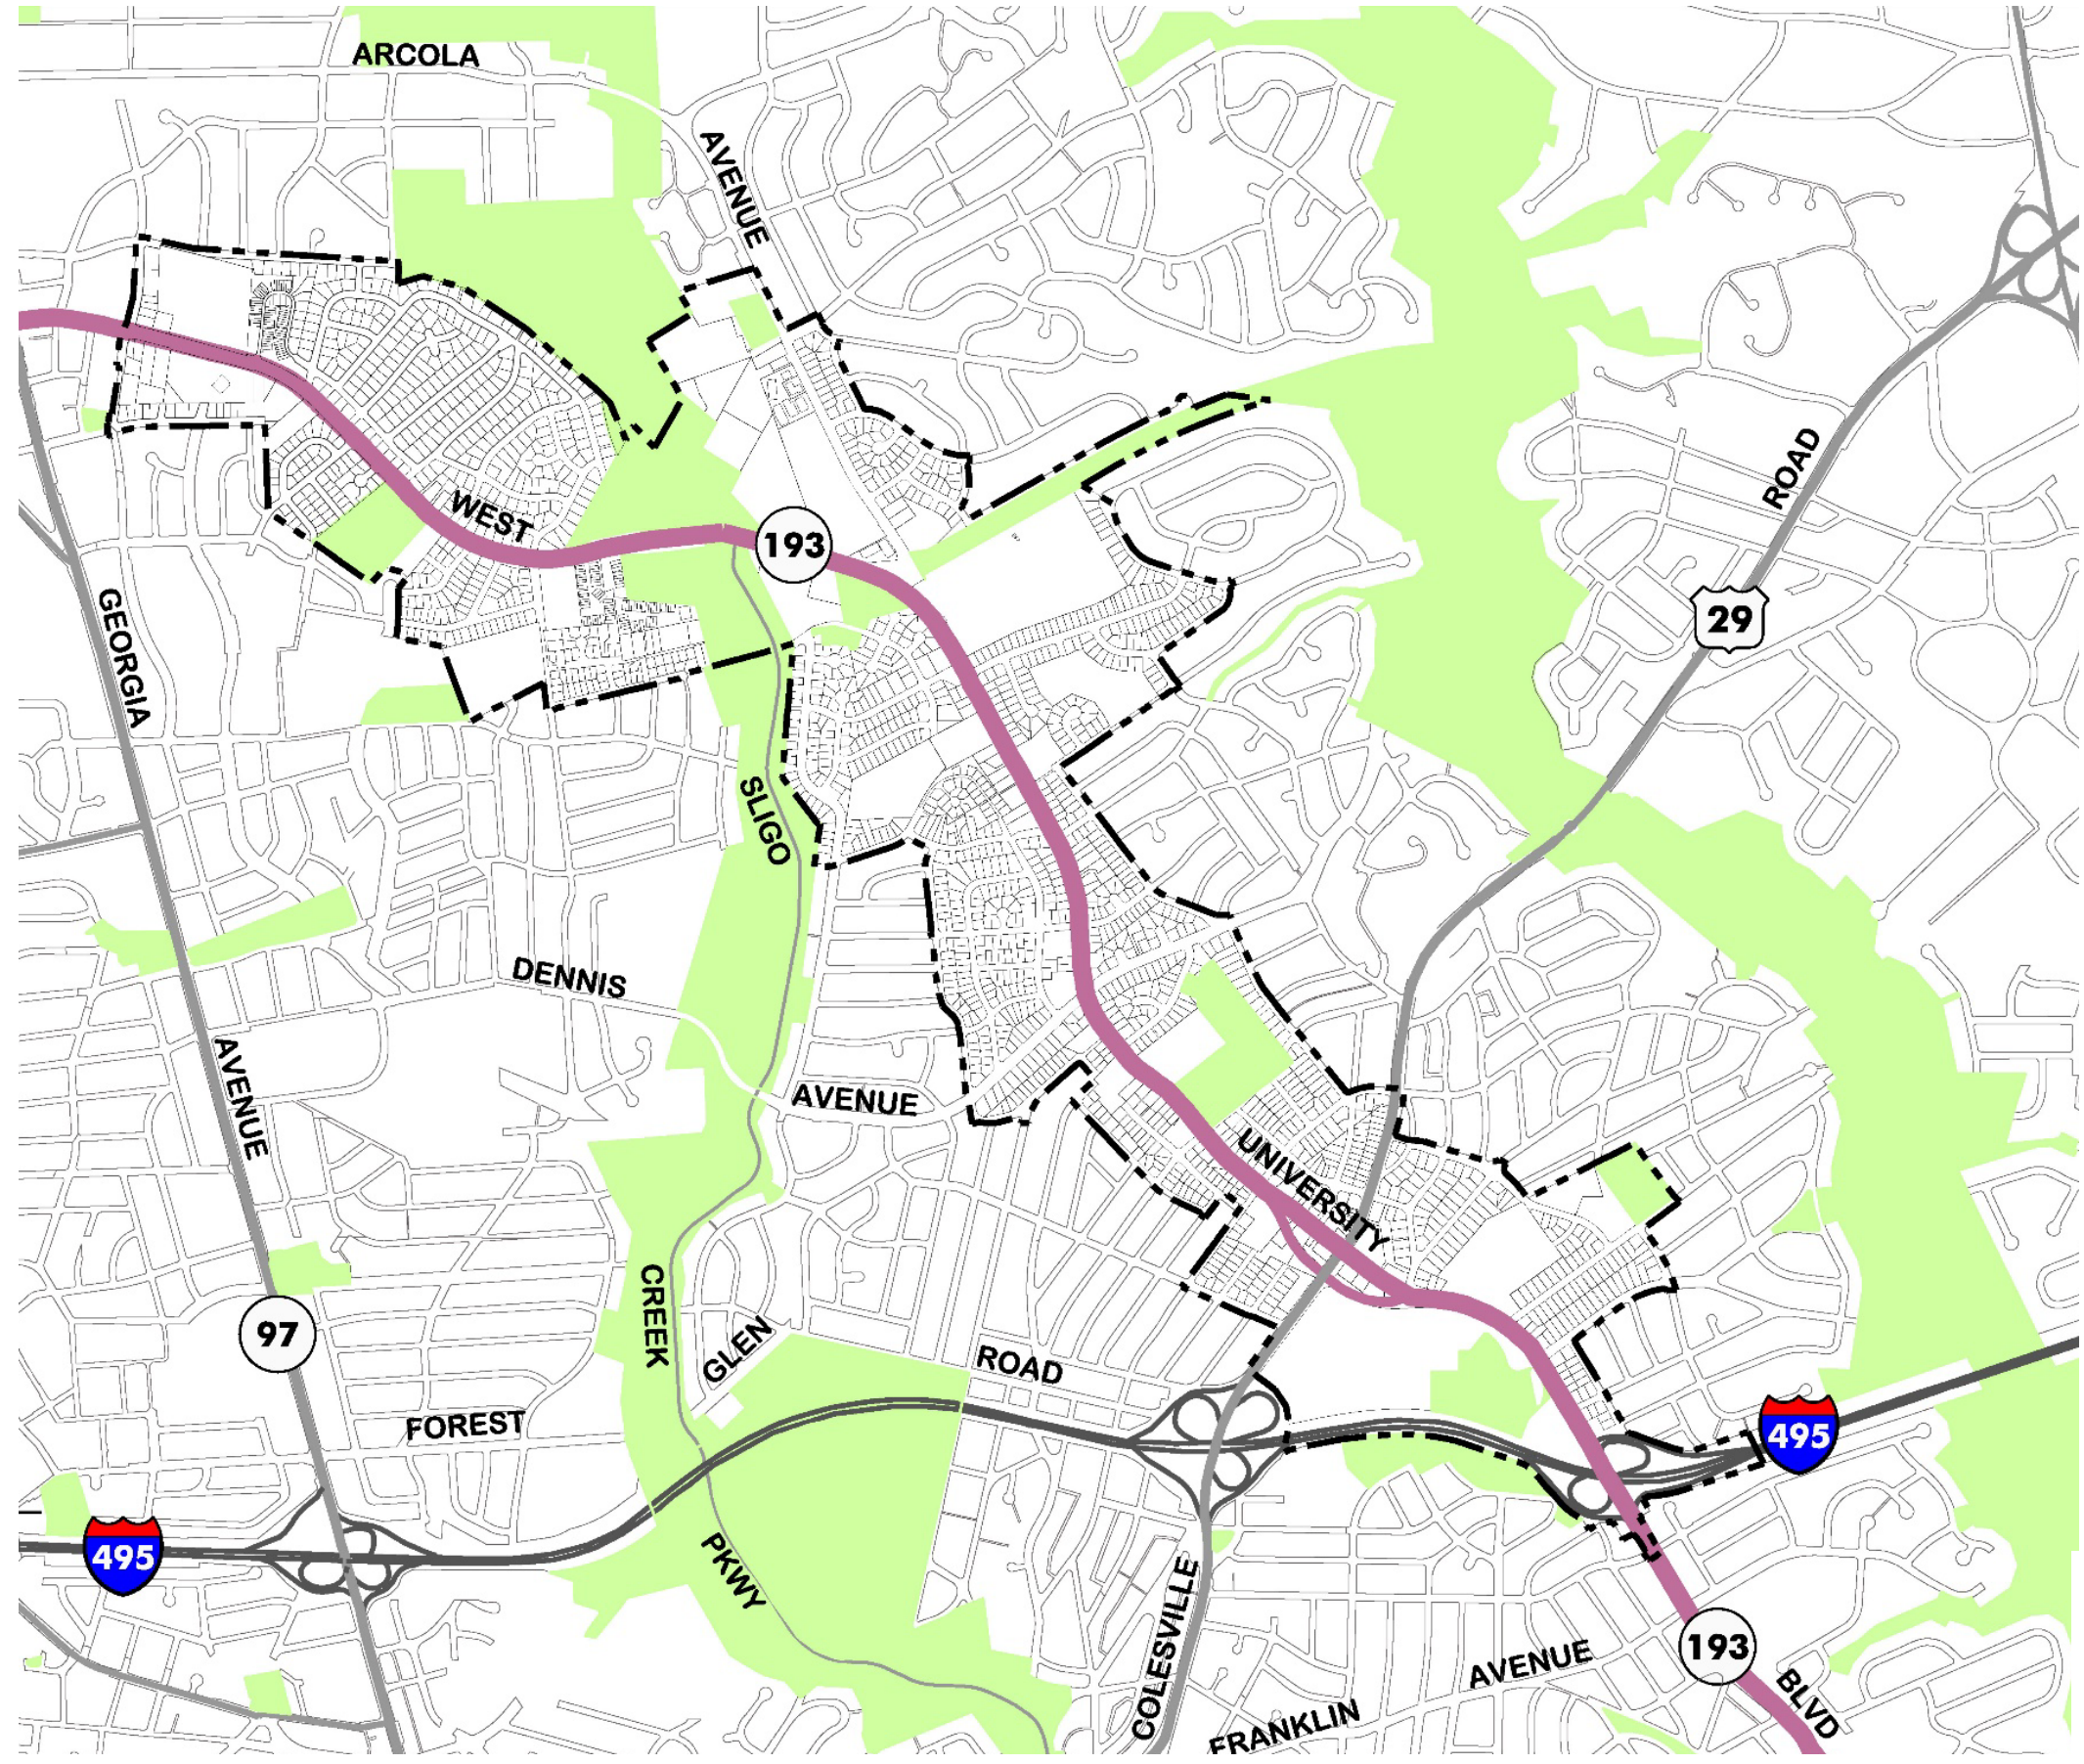 ARCOLA
AVENUE
WEST
193
ROAD
29
GEORGIA
SLIGO
DENNIS
AVENUE
AVENUE
UNIVERSITY
CREEK
GLEN
ROAD
97
FOREST
495
495
PKWY
COLESVILLE
193
AVENUE
FRANKLIN
BLVD